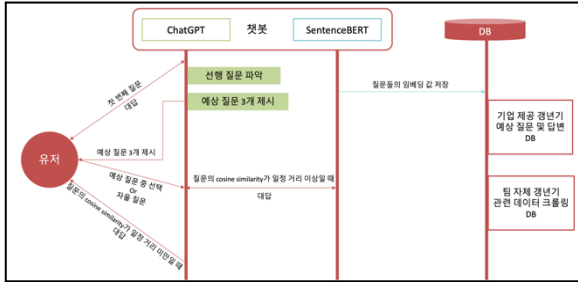 챗봇
ChatGPT
SentenceBERT
DB
선행 질문 파악
예상 질문 3개 제시
첫 번째 질문
대답
질문들의 임베딩 값 저장
기업 제공 갱년기
예상 질문 및 답변
DB
유저
예상 질문 3개 제시
예상 질문 중 선택
Or
자율 질문
질문의 cosine similarity가 일정 거리 이상일 때
대답
팀 자체 갱년기
관련 데이터 크롤링
DB
질문의 cosine similarity가 일정 거리 미만일 때
대답